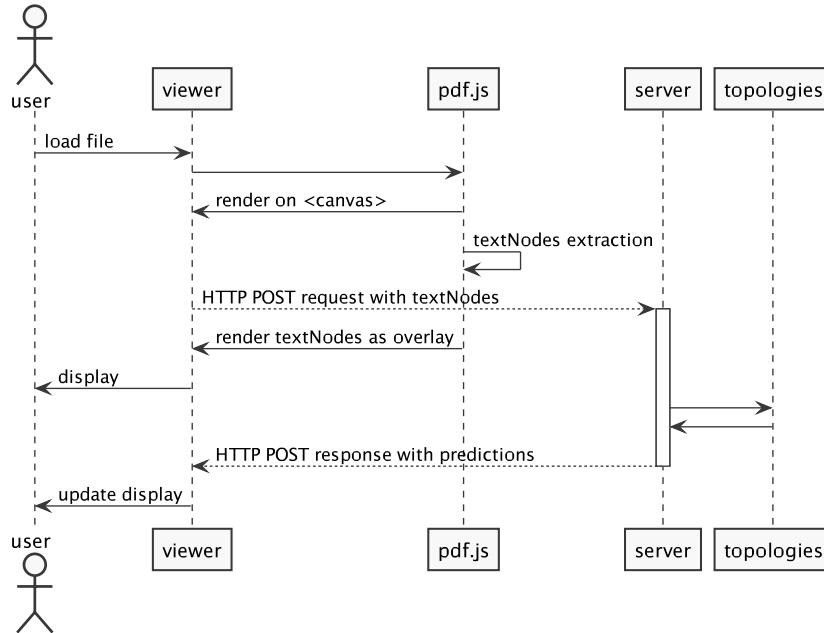 user
viewer
pdf.js
server
topologies
load file
render on <canvas>
textNodes extraction
HTTP POST request with textNodes
render textNodes as overlay
display
HTTP POST response with predictions
update display
user
viewer
pdf.js
server
topologies